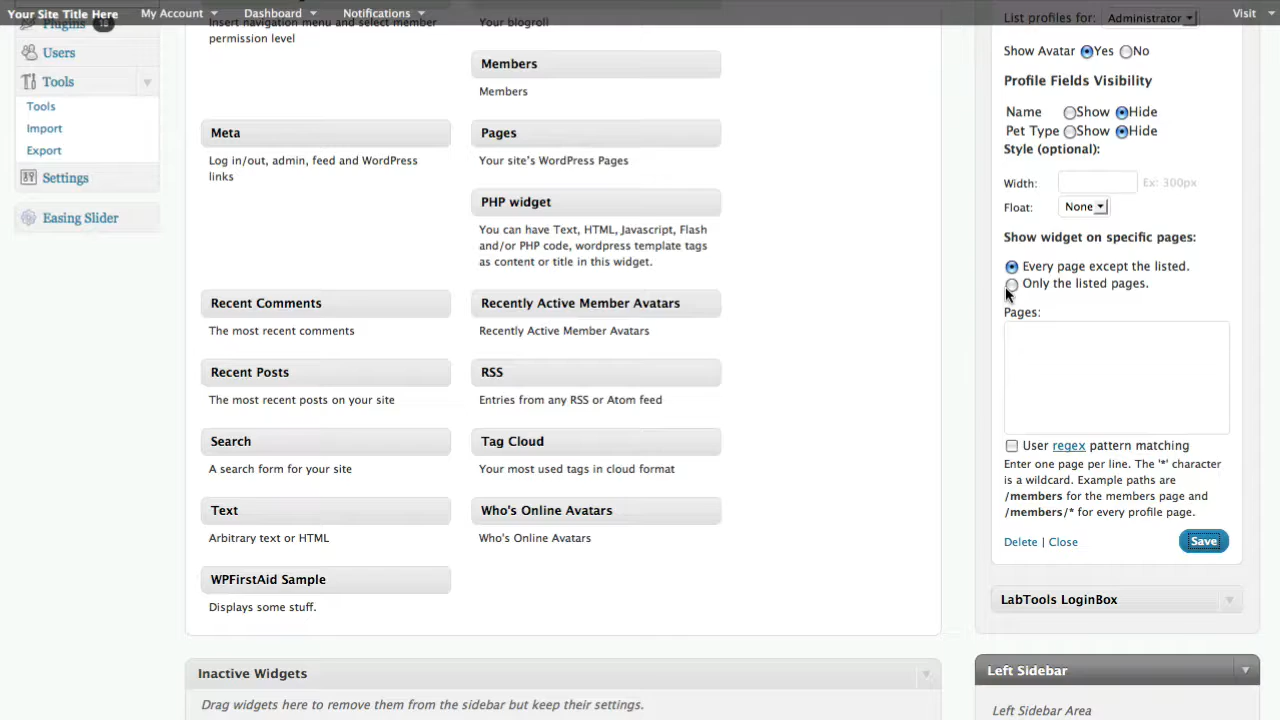 Your Site Title Here My Account Dashboard Notifications Visit
Plugins 10
Users
Tools
Tools
Import
Export
Settings
Easing Slider
Insert navigation menu and select member
permission level
Your blogroll
Members
Members
Meta
Log in/out, admin, feed and WordPress
links
Pages
Your site's WordPress Pages
PHP widget
You can have Text, HTML, Javascript, Flash
and/or PHP code, wordpress template tags
as content or title in this widget.
Recent Comments
The most recent comments
Recently Active Member Avatars
Recently Active Member Avatars
Recent Posts
The most recent posts on your site
RSS
Entries from any RSS or Atom feed
Search
A search form for your site
Tag Cloud
Your most used tags in cloud format
Text
Arbitrary text or HTML
Who's Online Avatars
Who's Online Avatars
WPFirstAid Sample
Displays some stuff.
Inactive Widgets
Drag widgets here to remove them from the sidebar but keep their settings.
List profiles for: Administrator
Show Avatar Yes No
Profile Fields Visibility
Name Show Hide
Pet Type Show Hide
Style (optional):
Width: Ex: 300px
Float: None
Show widget on specific pages:
Every page except the listed.
Only the listed pages.
Pages:
User regex pattern matching
Enter one page per line. The '*' character
is a wildcard. Example paths are
/members for the members page and
/members/* for every profile page.
Delete | Close Save
LabTools LoginBox
Left Sidebar
Left Sidebar Area